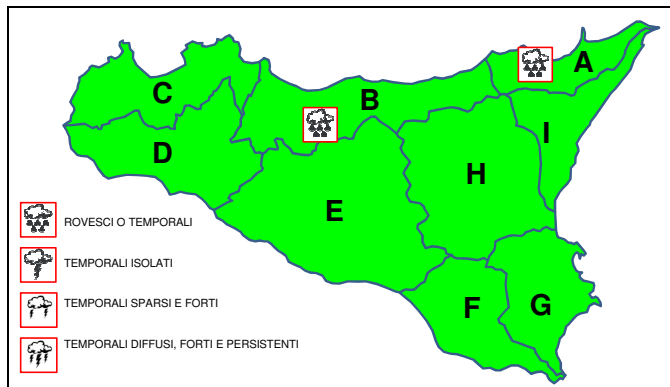 A
C
B
I
D
H
E
ROVESCI O TEMPORALI
TEMPORALI ISOLATI
F
G
TEMPORALI SPARSI E FORTI
TEMPORALI DIFFUSI, FORTI E PERSISTENTI